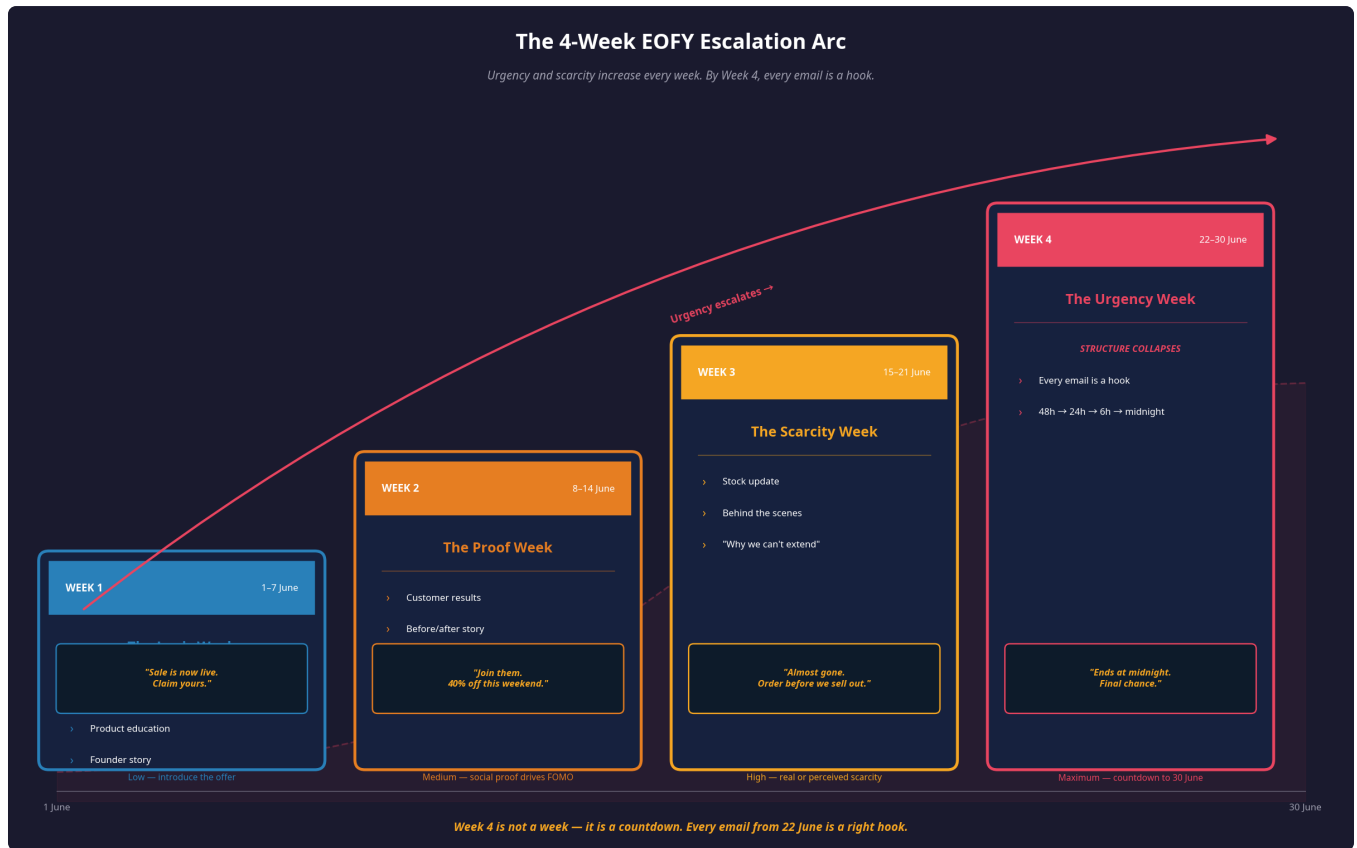 The 4-Week EOFY Escalation Arc
Urgency and scarcity increase every week. By Week 4, every email is a hook.
Urgency escalates →
WEEK 1
1–7 June
"Sale is now live.
Claim yours."
› Product education
› Founder story
Low — introduce the offer
WEEK 2
8–14 June
The Proof Week
› Customer results
› Before/after story
"Join them.
40% off this weekend."
Medium — social proof drives FOMO
WEEK 3
15–21 June
The Scarcity Week
› Stock update
› Behind the scenes
› "Why we can't extend"
"Almost gone.
Order before we sell out."
High — real or perceived scarcity
WEEK 4
22–30 June
The Urgency Week
STRUCTURE COLLAPSES
› Every email is a hook
› 48h → 24h → 6h → midnight
"Ends at midnight.
Final chance."
Maximum — countdown to 30 June
1 June
30 June
Week 4 is not a week — it is a countdown. Every email from 22 June is a right hook.